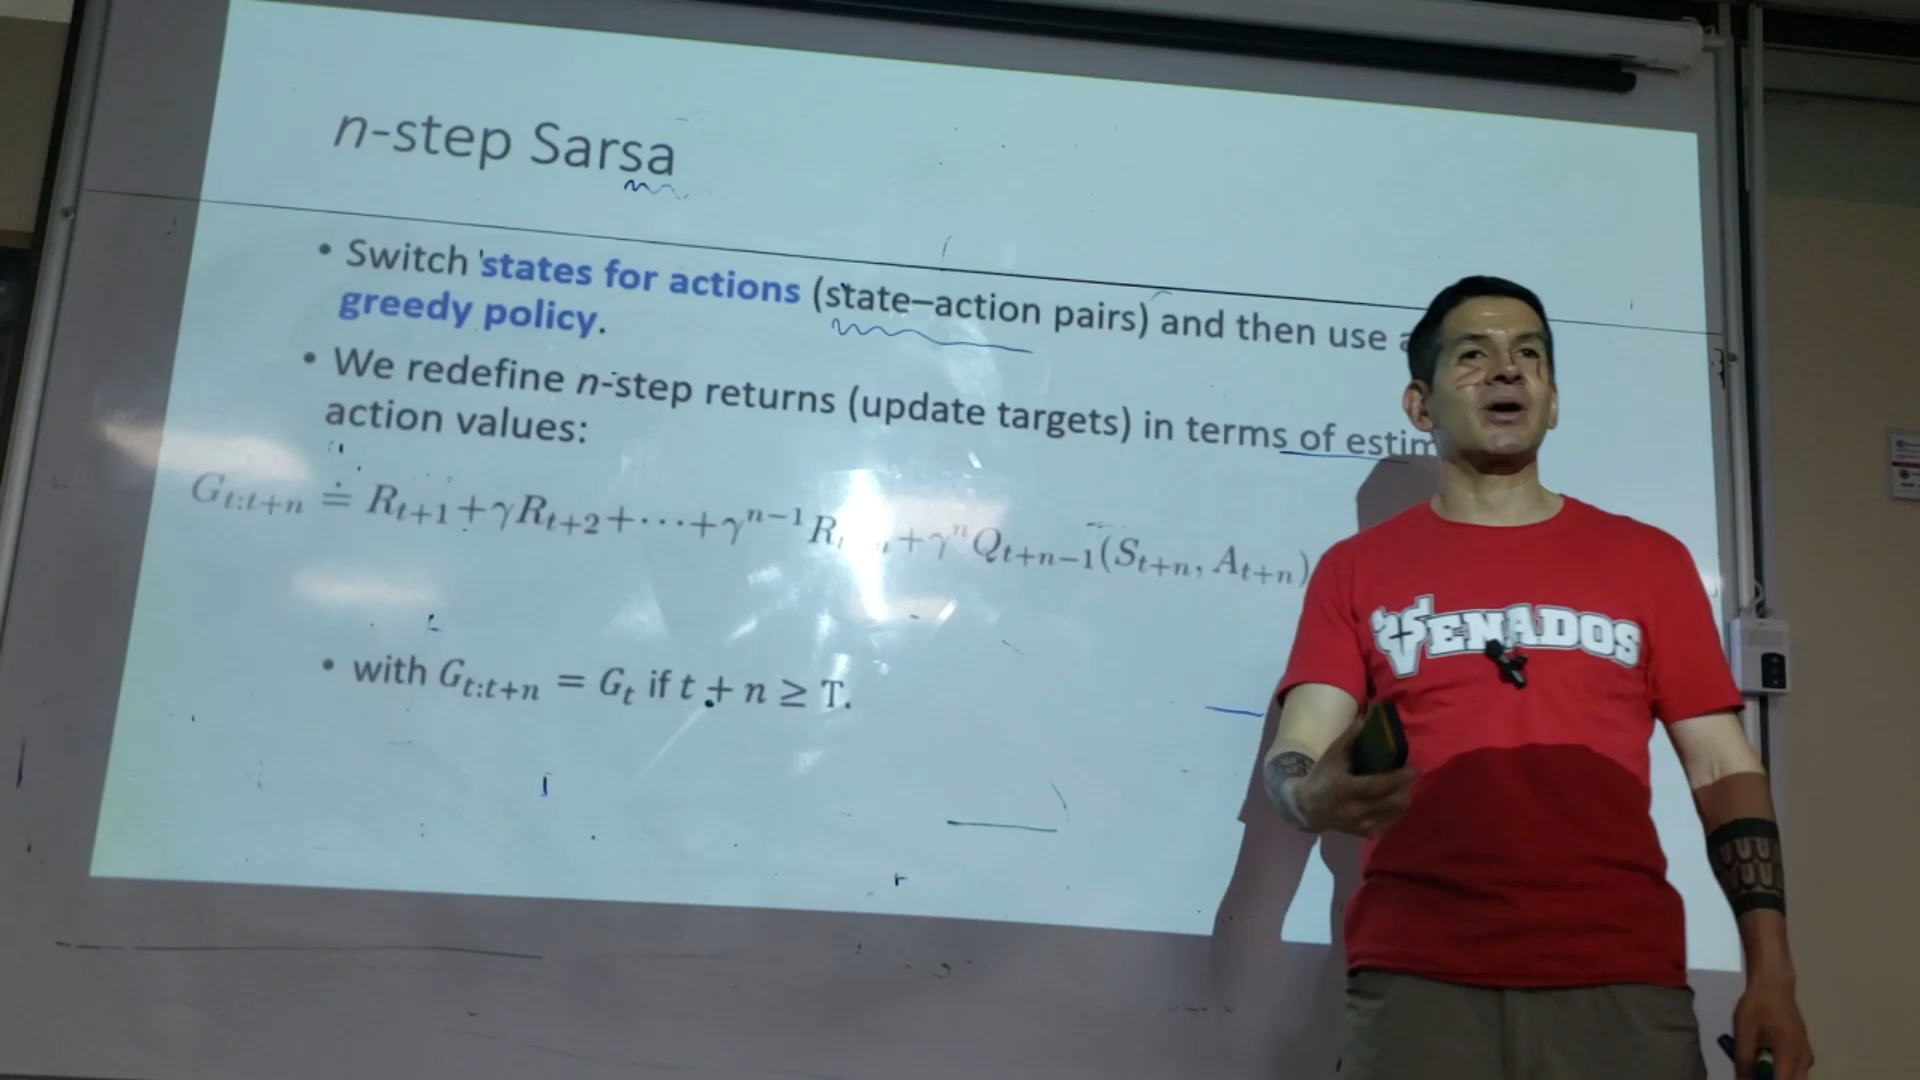 n-step Sarsa
• Switch states for actions (state–action pairs) and then use
greedy policy.
• We redefine n-step returns (update targets) in terms of estim
action values:
G_{t:t+n} ≐ R_{t+1}+γR_{t+2}+···+γ^{n−1}R +γ^nQ_{t+n−1}(S_{t+n}, A_{t+n})
• with G_{t:t+n} = G_t if t + n ≥ T.
VENADOS